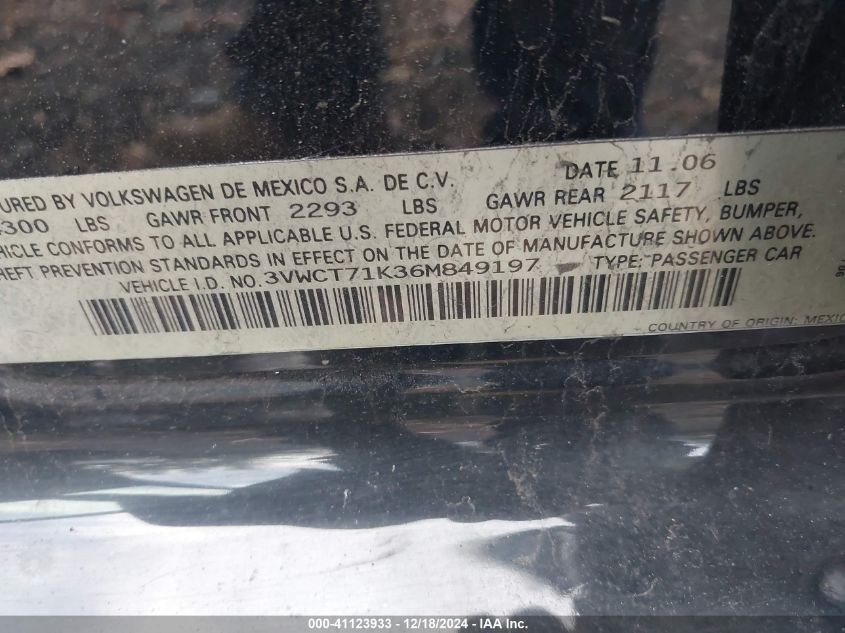 URED BY VOLKSWAGEN DE MEXICO S.A. DE C.V. DATE 11.06
300 LBS GAWR FRONT 2293 LBS GAWR REAR 2117 LBS
HICLE CONFORMS TO ALL APPLICABLE U.S. FEDERAL MOTOR VEHICLE SAFETY, BUMPER,
HEFT PREVENTION STANDARDS IN EFFECT ON THE DATE OF MANUFACTURE SHOWN ABOVE.
VEHICLE I.D. NO. 3VWCT71K36M849197 TYPE: PASSENGER CAR
COUNTRY OF ORIGIN: MEXICO
000-41123933 - 12/18/2024 - IAA Inc.